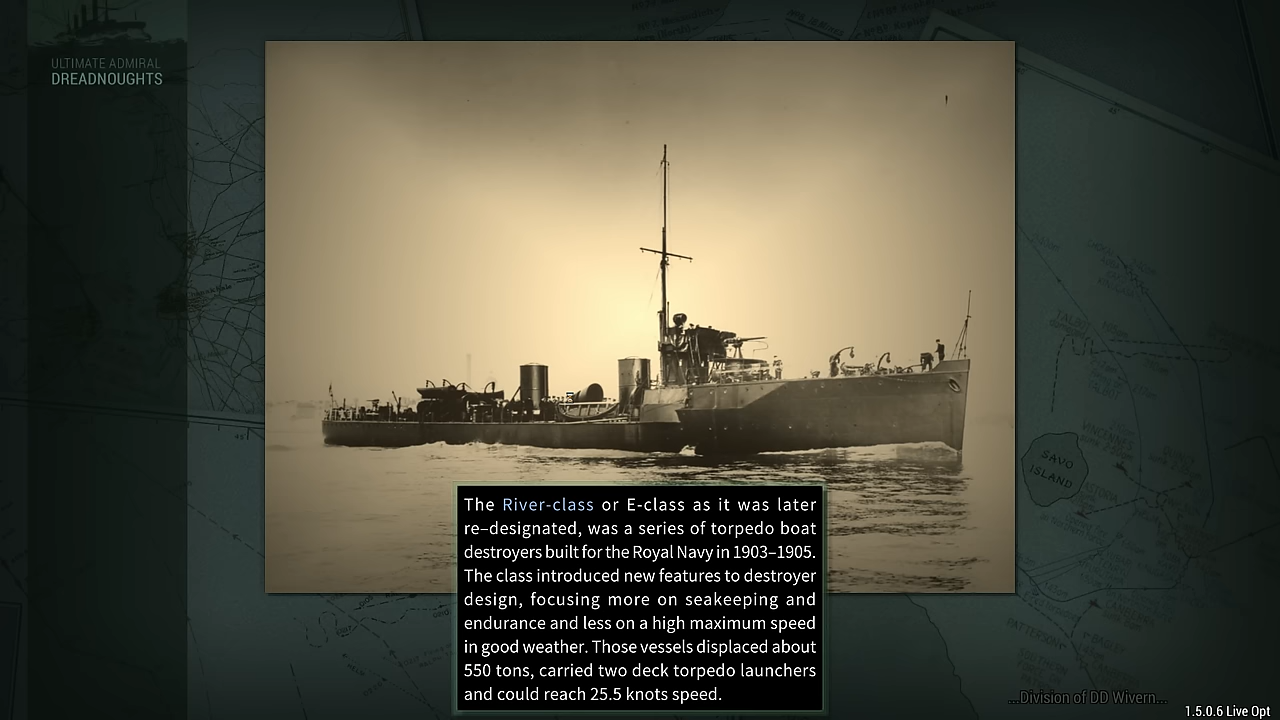 ULTIMATE ADMIRAL
DREADNOUGHTS
SAVO
ISLAND
The River-class or E-class as it was later
re–designated, was a series of torpedo boat
destroyers built for the Royal Navy in 1903–1905.
The class introduced new features to destroyer
design, focusing more on seakeeping and
endurance and less on a high maximum speed
in good weather. Those vessels displaced about
550 tons, carried two deck torpedo launchers
and could reach 25.5 knots speed.
...Division of DD Wivern...
1.5.0.6 Live Opt